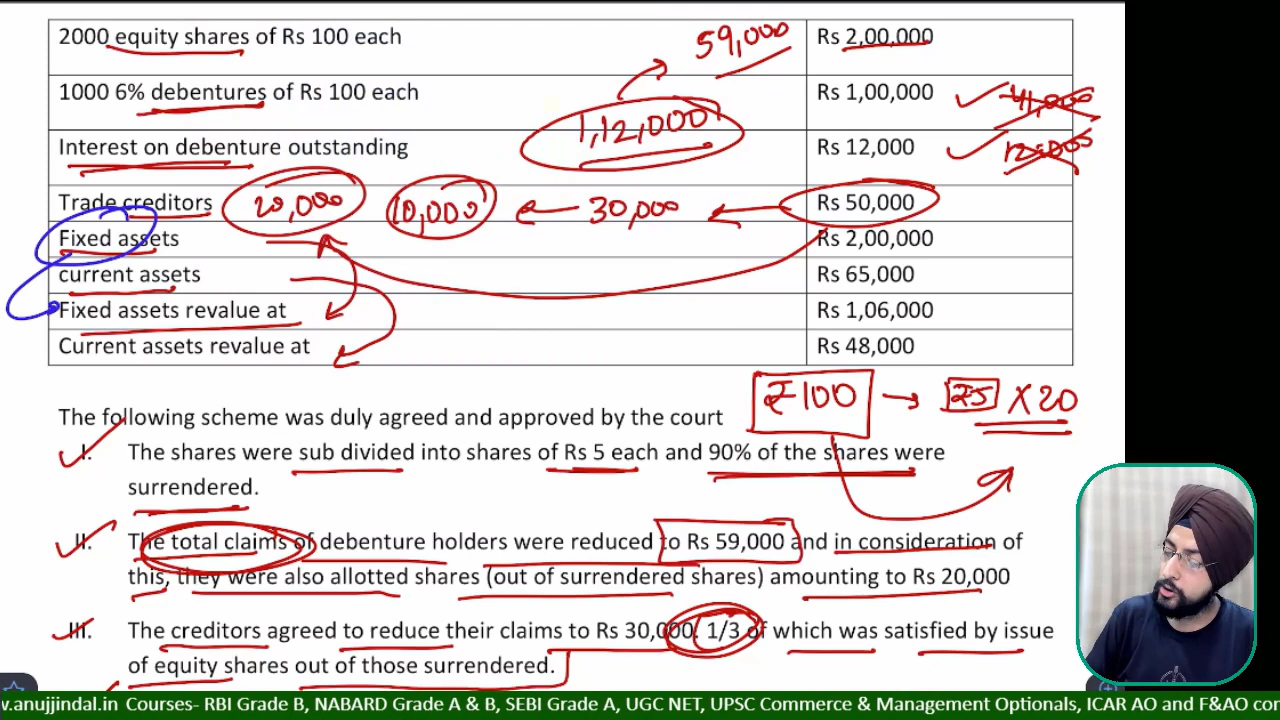 2000 equity shares of Rs 100 each 59,000 Rs 2,00,000
1000 6% debentures of Rs 100 each 1,12,000 Rs 1,00,000 41,000
Interest on debenture outstanding Rs 12,000 12,000
Trade creditors 20,000 10,000 30,000 Rs 50,000
Fixed assets Rs 2,00,000
current assets Rs 65,000
Fixed assets revalue at Rs 1,06,000
Current assets revalue at Rs 48,000
₹100 → 25 × 20
The following scheme was duly agreed and approved by the court
I. The shares were sub divided into shares of Rs 5 each and 90% of the shares were
surrendered.
II. The total claims of debenture holders were reduced to Rs 59,000 and in consideration of
this, they were also allotted shares (out of surrendered shares) amounting to Rs 20,000
III. The creditors agreed to reduce their claims to Rs 30,000. 1/3 of which was satisfied by issue
of equity shares out of those surrendered.
w.anujjindal.in Courses- RBI Grade B, NABARD Grade A & B, SEBI Grade A, UGC NET, UPSC Commerce & Management Optionals, ICAR AO and F&AO cor